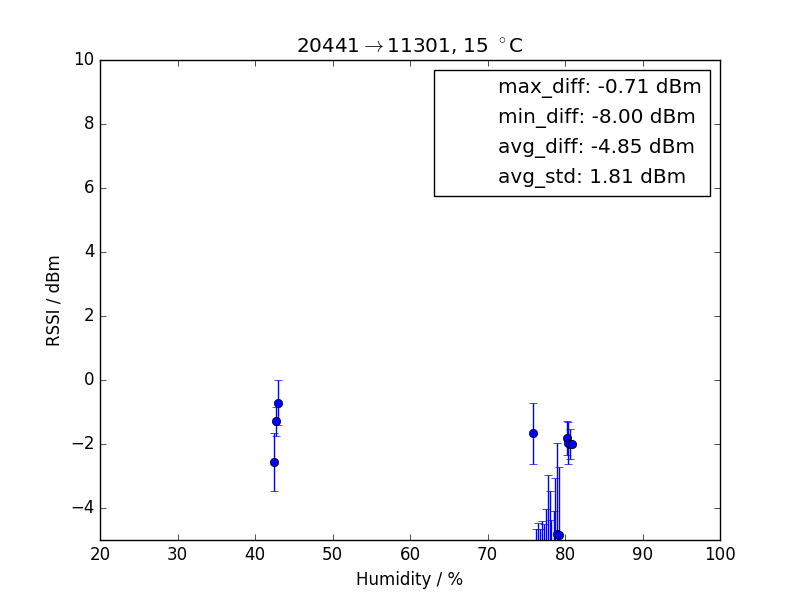 20441→11301, 15 °C
max_diff: -0.71 dBm
min_diff: -8.00 dBm
avg_diff: -4.85 dBm
avg_std: 1.81 dBm
10
8
6
4
2
0
−2
−4
RSSI / dBm
20 30 40 50 60 70 80 90 100
Humidity / %